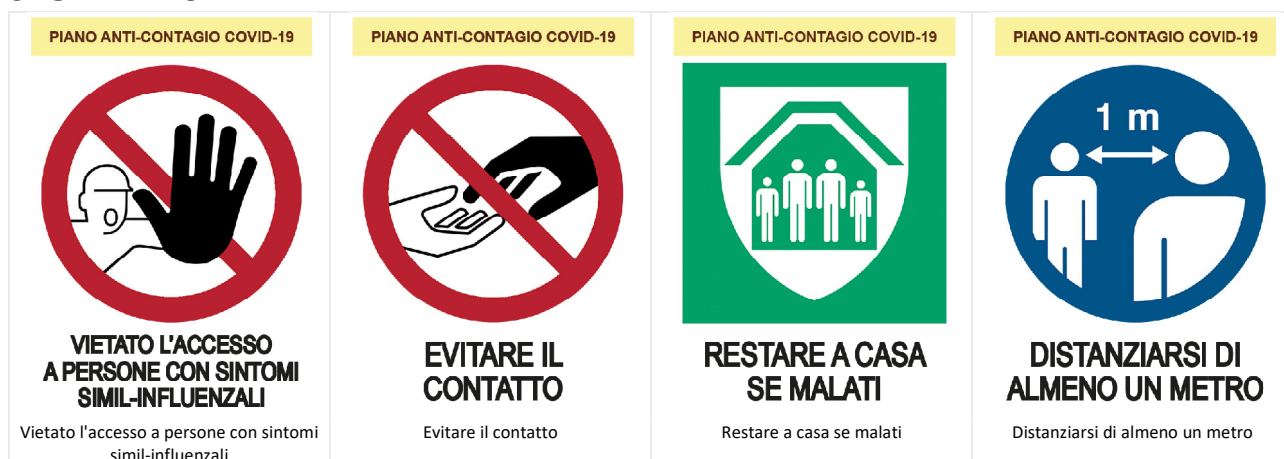 PIANO ANTI-CONTAGIO COVID-19
VIETATO L'ACCESSO
A PERSONE CON SINTOMI
SIMIL-INFLUENZALI
Vietato l'accesso a persone con sintomi
simil-influenzali
PIANO ANTI-CONTAGIO COVID-19
EVITARE IL
CONTATTO
Evitare il contatto
PIANO ANTI-CONTAGIO COVID-19
RESTARE A CASA
SE MALATI
Restare a casa se malati
PIANO ANTI-CONTAGIO COVID-19
1 m
DISTANZIARSI DI
ALMENO UN METRO
Distanziarsi di almeno un metro